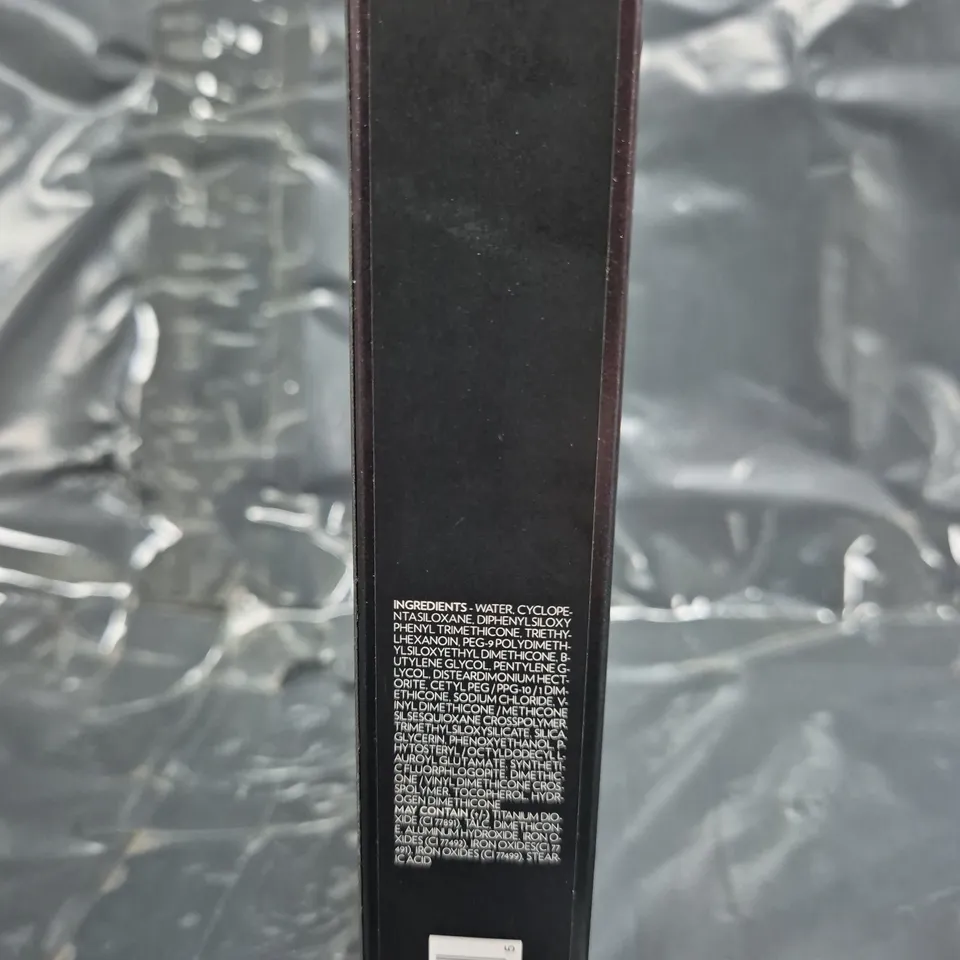 INGREDIENTS - WATER, CYCLOPE-
NTASILOXANE, DIPHENYLSILOXY
PHENYL TRIMETHICONE, TRIETHY-
LHEXANOIN, PEG-9 POLYDIMETH-
YLSILOXYETHYL DIMETHICONE, B-
UTYLENE GLYCOL, PENTYLENE G-
LYCOL, DISTEARDIMONIUM HECT-
ORITE, CETYL PEG / PPG-10 / 1 DIM-
ETHICONE, SODIUM CHLORIDE, V-
INYL DIMETHICONE / METHICONE
SILSESQUIOXANE CROSSPOLYMER,
TRIMETHYLSILOXYSILICATE, SILICA,
GLYCERIN, PHENOXYETHANOL, P-
HYTOSTERYL / OCTYLDODECYL L-
AUROYL GLUTAMATE, SYNTHETI-
C FLUORPHLOGOPITE, DIMETHIC-
ONE / VINYL DIMETHICONE CROS-
SPOLYMER, TOCOPHEROL, HYDR-
OGEN DIMETHICONE
MAY CONTAIN (+/-) TITANIUM DIO-
XIDE (CI 77891), TALC, DIMETHICON-
E, ALUMINUM HYDROXIDE, IRON O-
XIDES (CI 77492), IRON OXIDES(CI 77
491), IRON OXIDES (CI 77499), STEAR-
IC ACID
5